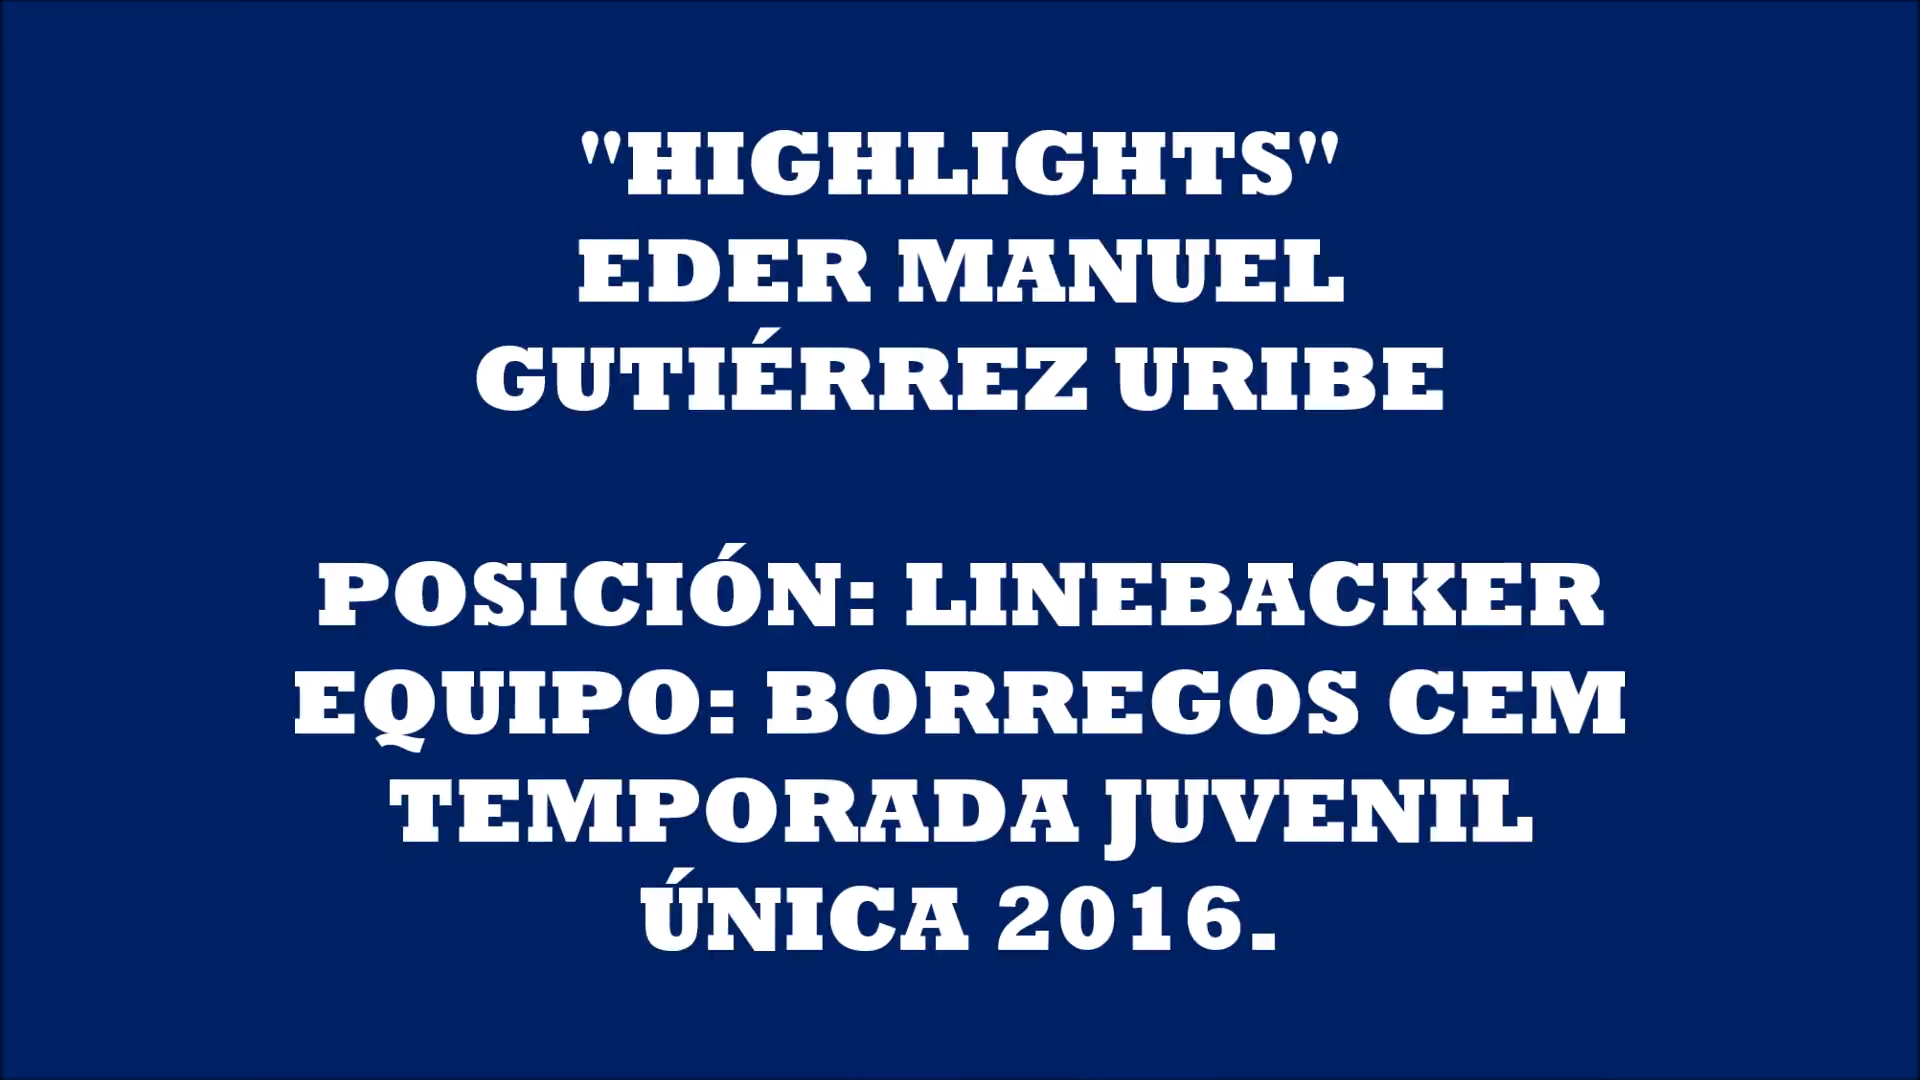 "HIGHLIGHTS"
EDER MANUEL
GUTIÉRREZ URIBE
POSICIÓN: LINEBACKER
EQUIPO: BORREGOS CEM
TEMPORADA JUVENIL
ÚNICA 2016.